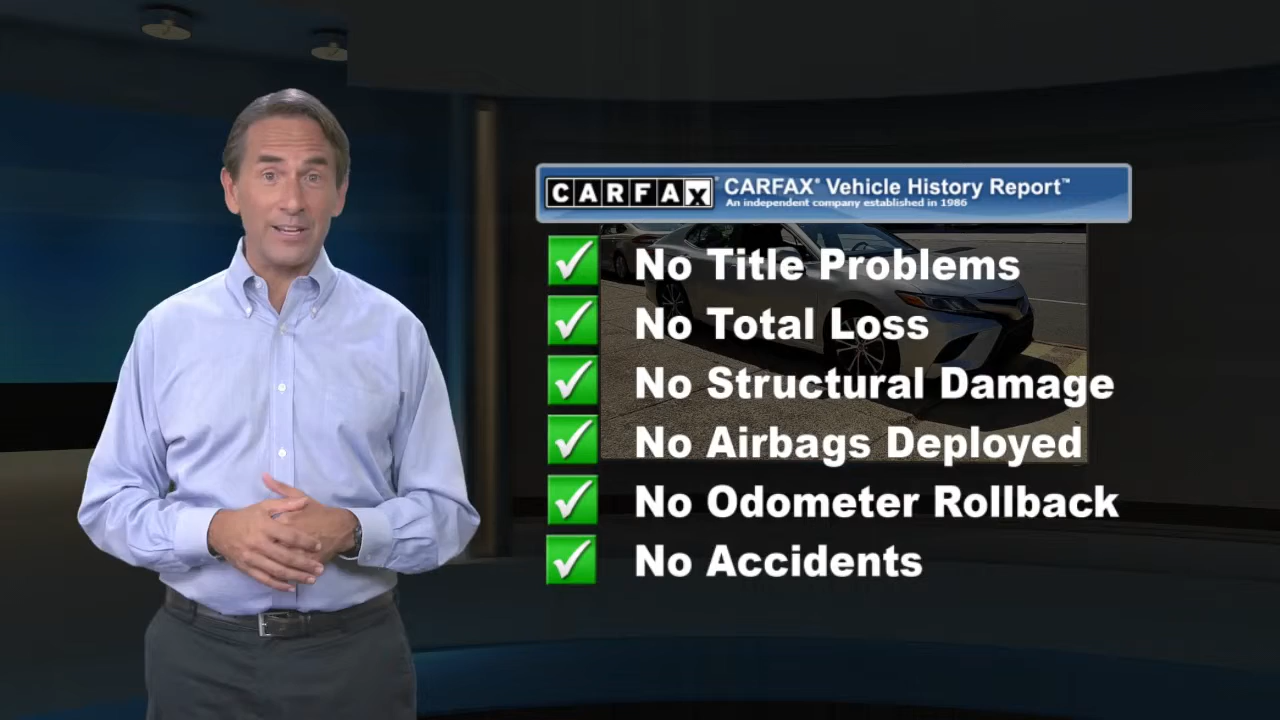 CARFAX® CARFAX® Vehicle History Report™
An independent company established in 1986
No Title Problems
No Total Loss
No Structural Damage
No Airbags Deployed
No Odometer Rollback
No Accidents